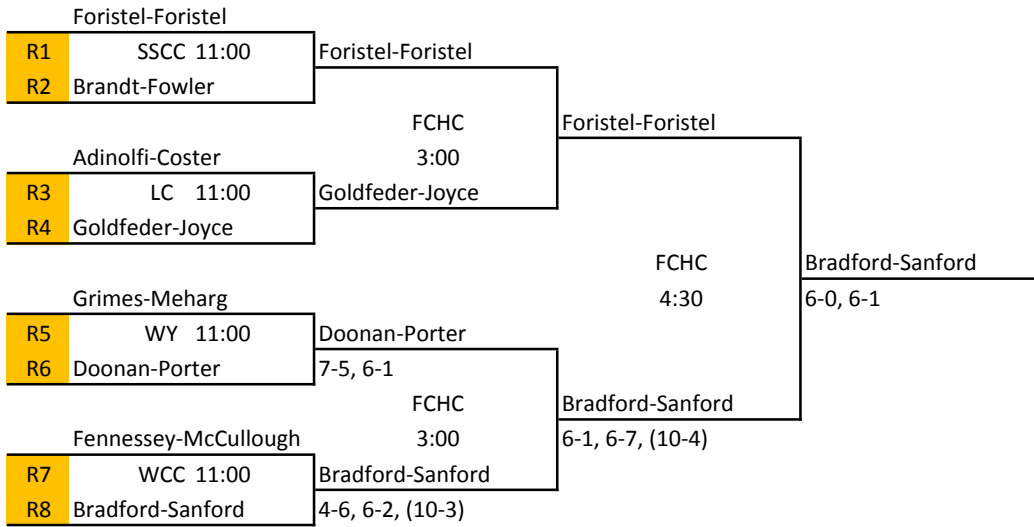 Foristel-Foristel
R1 SSCC 11:00 Foristel-Foristel
R2 Brandt-Fowler
FCHC Foristel-Foristel
Adinolfi-Coster 3:00
R3 LC 11:00 Goldfeder-Joyce
R4 Goldfeder-Joyce
FCHC Bradford-Sanford
Grimes-Meharg 4:30 6-0, 6-1
R5 WY 11:00 Doonan-Porter
R6 Doonan-Porter 7-5, 6-1
FCHC Bradford-Sanford
Fennessey-McCullough 3:00 6-1, 6-7, (10-4)
R7 WCC 11:00 Bradford-Sanford
R8 Bradford-Sanford 4-6, 6-2, (10-3)